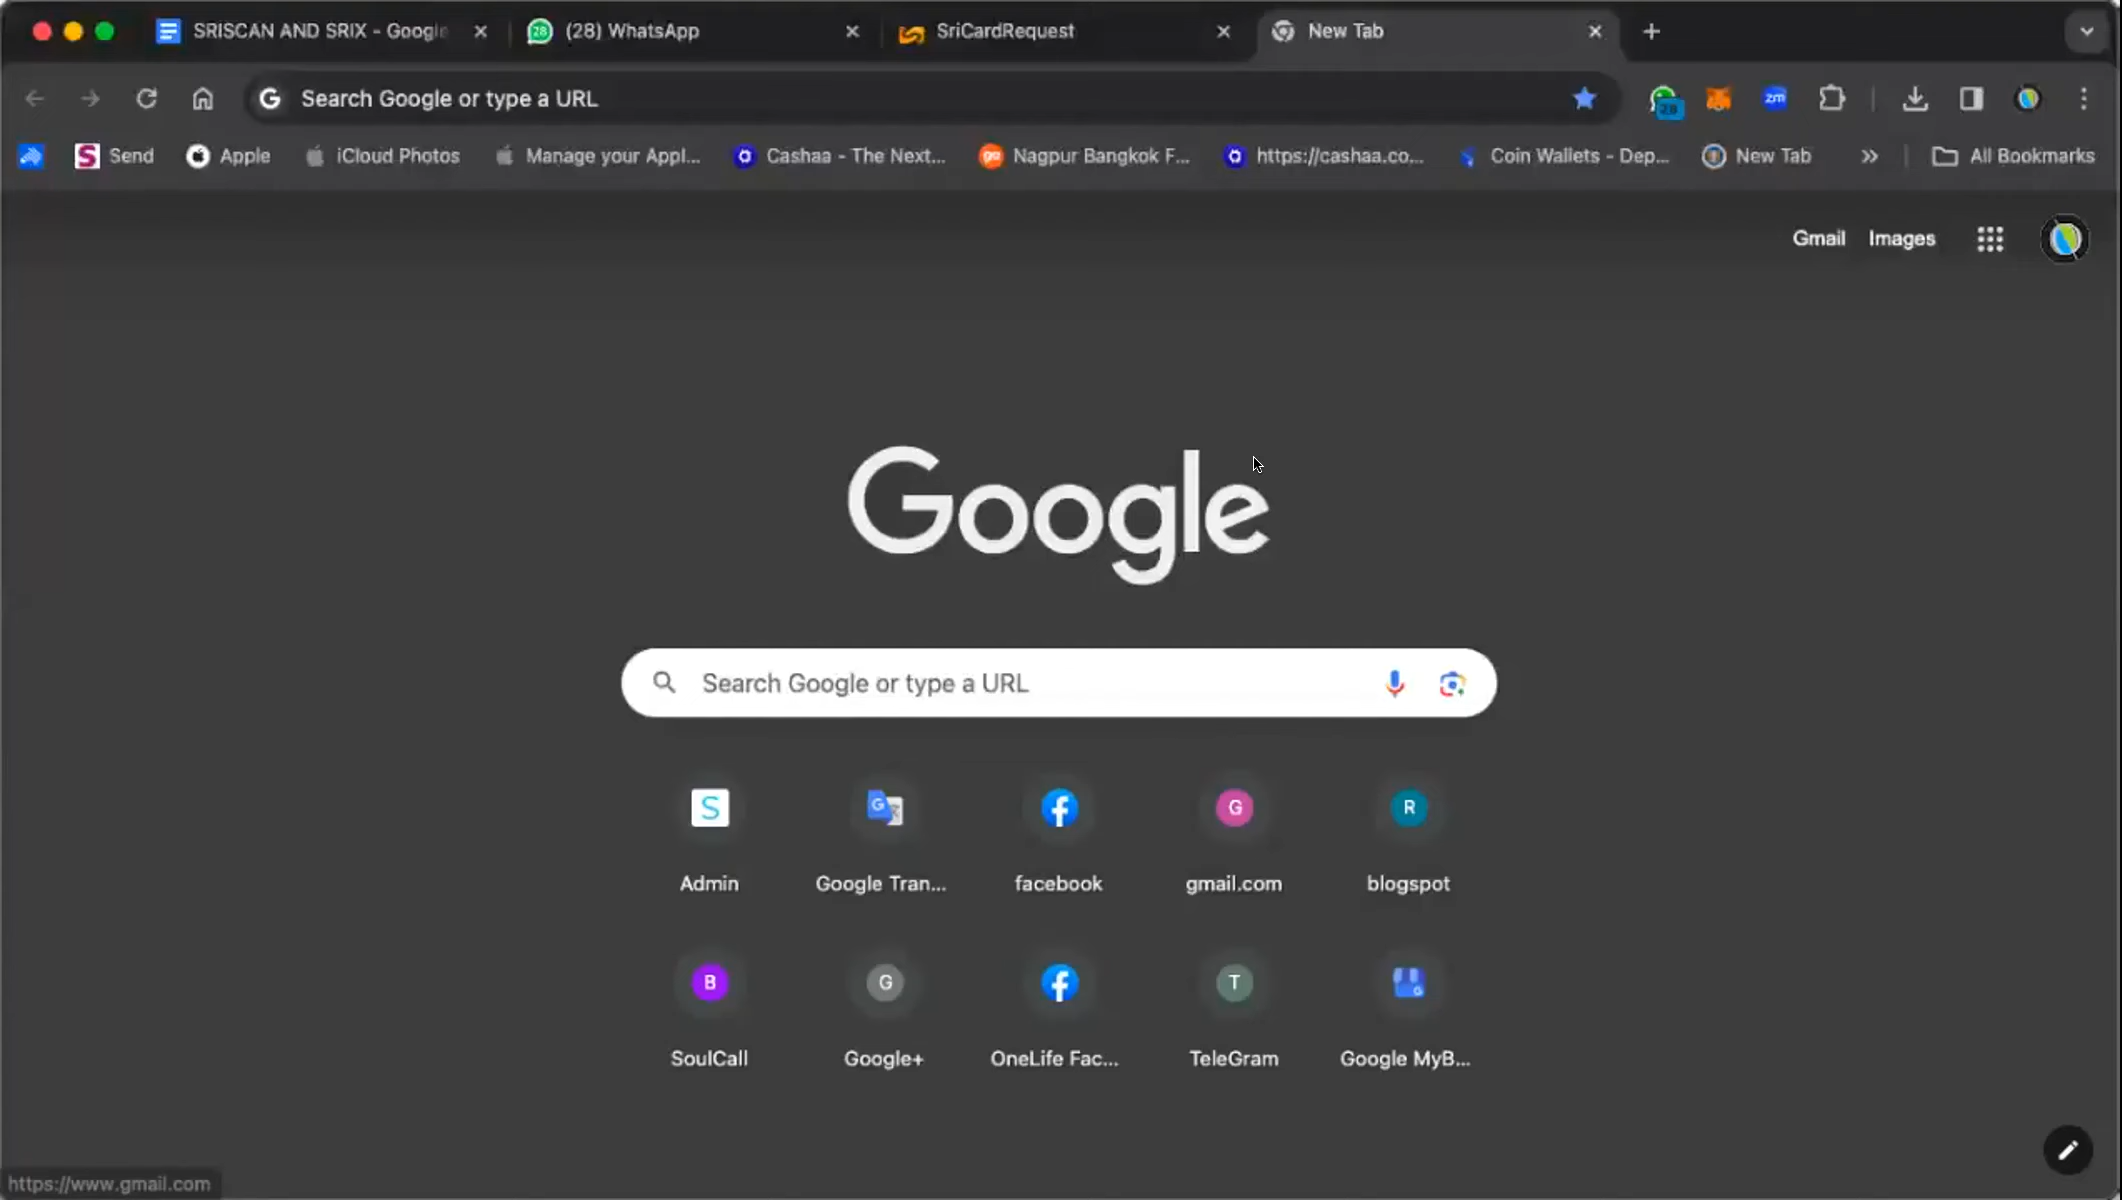 SRISCAN AND SRIX - Google
(28) WhatsApp
SriCardRequest
New Tab
Search Google or type a URL
Send
Apple
iCloud Photos
Manage your Appl...
Cashaa - The Next...
Nagpur Bangkok F...
https://cashaa.co...
Coin Wallets - Dep...
New Tab
All Bookmarks
Gmail Images
Google
Search Google or type a URL
Admin
Google Tran...
facebook
gmail.com
blogspot
SoulCall
Google+
OneLife Fac...
TeleGram
Google MyB...
https://www.gmail.com